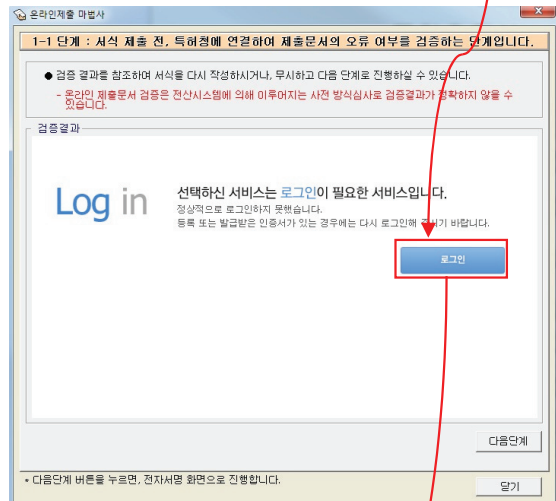 온라인제출 마법사
1-1 단계 : 서식 제출 전, 특허청에 연결하여 제출문서의 오류 여부를 검증하는 단계입니다.
● 검증 결과를 참조하여 서식을 다시 작성하시거나, 무시하고 다음 단계로 진행하실 수 있습니다.
- 온라인 제출문서 검증은 전산시스템에 의해 이루어지는 사전 방식심사로 검증결과가 정확하지 않을 수
있습니다.
검증결과
Log in
선택하신 서비스는 로그인이 필요한 서비스입니다.
정상적으로 로그인하지 못했습니다.
등록 또는 발급받은 인증서가 있는 경우에는 다시 로그인해 주시기 바랍니다.
로그인
다음단계
• 다음단계 버튼을 누르면, 전자서명 화면으로 진행합니다.
닫기